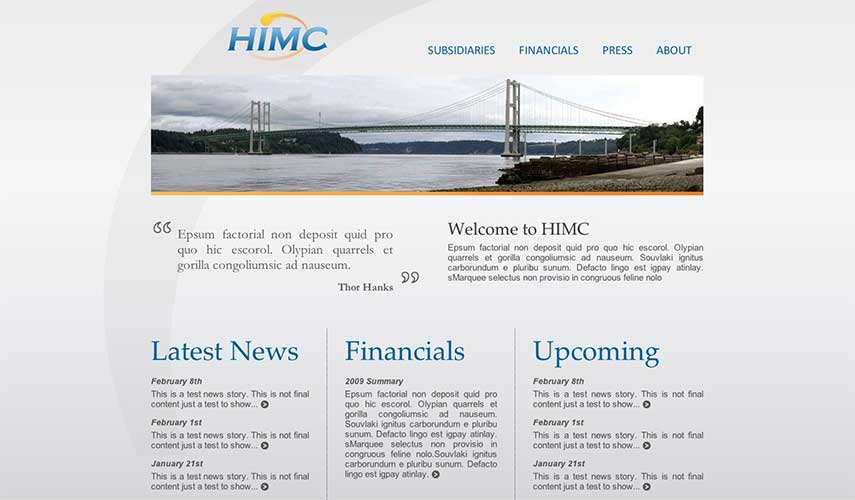 HIMC
SUBSIDIARIES FINANCIALS PRESS ABOUT
Epsum factorial non deposit quid pro
quo hic escorol. Olypian quarrels et
gorilla congoliumsic ad nauseum.
Thor Hanks
Welcome to HIMC
Epsum factorial non deposit quid pro quo hic escorol. Olypian
quarrels et gorilla congoliumsic ad nauseum. Souvlaki ignitus
carborundum e pluribu sunum. Defacto lingo est igpay atinlay.
sMarquee selectus non provisio in congruous feline nolo
Latest News
February 8th
This is a test news story. This is not final
content just a test to show...
February 1st
This is a test news story. This is not final
content just a test to show...
January 21st
This is a test news story. This is not final
content just a test to show...
Financials
2009 Summary
Epsum factorial non deposit quid pro
quo hic escorol. Olypian quarrels et
gorilla congoliumsic ad nauseum.
Souvlaki ignitus carborundum e pluribu
sunum. Defacto lingo est igpay atinlay.
sMarquee selectus non provisio in
congruous feline nolo.Souvlaki ignitus
carborundum e pluribu sunum. Defacto
lingo est igpay atinlay.
Upcoming
February 8th
This is a test news story. This is not final
content just a test to show...
February 1st
This is a test news story. This is not final
content just a test to show...
January 21st
This is a test news story. This is not final
content just a test to show...